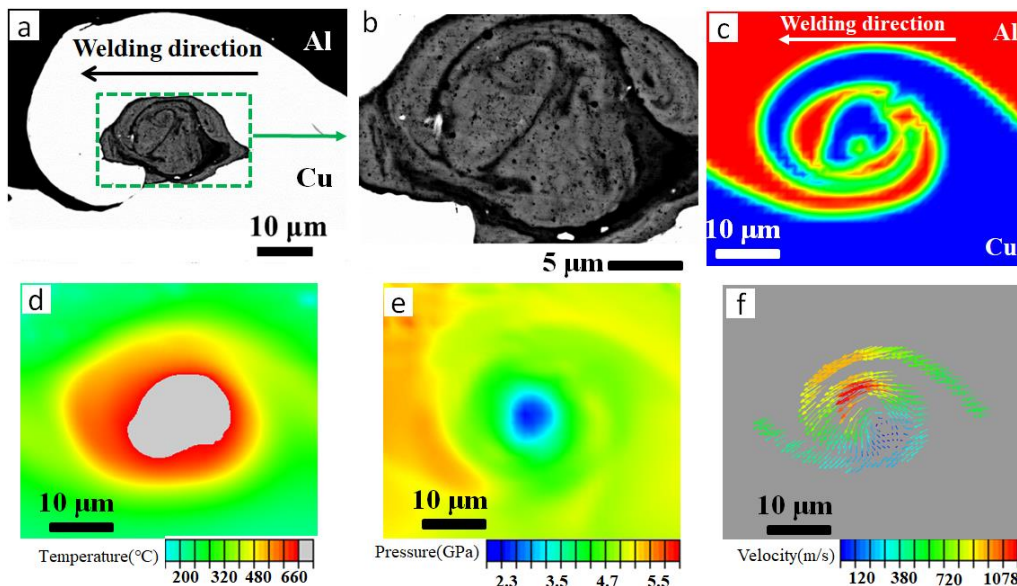 a
Welding direction
Al
Cu
10 μm
b
5 μm
c
Welding direction
Al
10 μm
Cu
d
10 μm
Temperature(°C)
200 320 480 660
e
10 μm
Pressure(GPa)
2.3 3.5 4.7 5.5
f
10 μm
Velocity(m/s)
120 380 720 1078